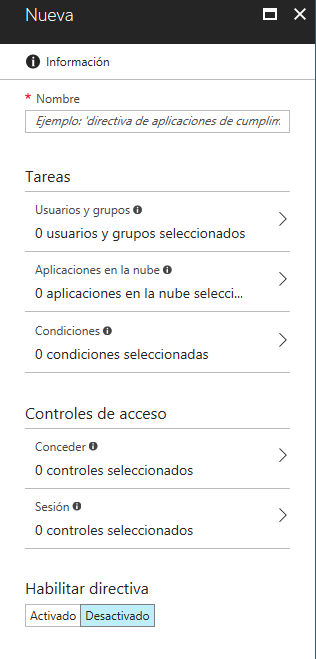 Nueva
Información
* Nombre
Ejemplo: 'directiva de aplicaciones de cumplim
Tareas
Usuarios y grupos
0 usuarios y grupos seleccionados
Aplicaciones en la nube
0 aplicaciones en la nube selecci...
Condiciones
0 condiciones seleccionadas
Controles de acceso
Conceder
0 controles seleccionados
Sesión
0 controles seleccionados
Habilitar directiva
Activado Desactivado